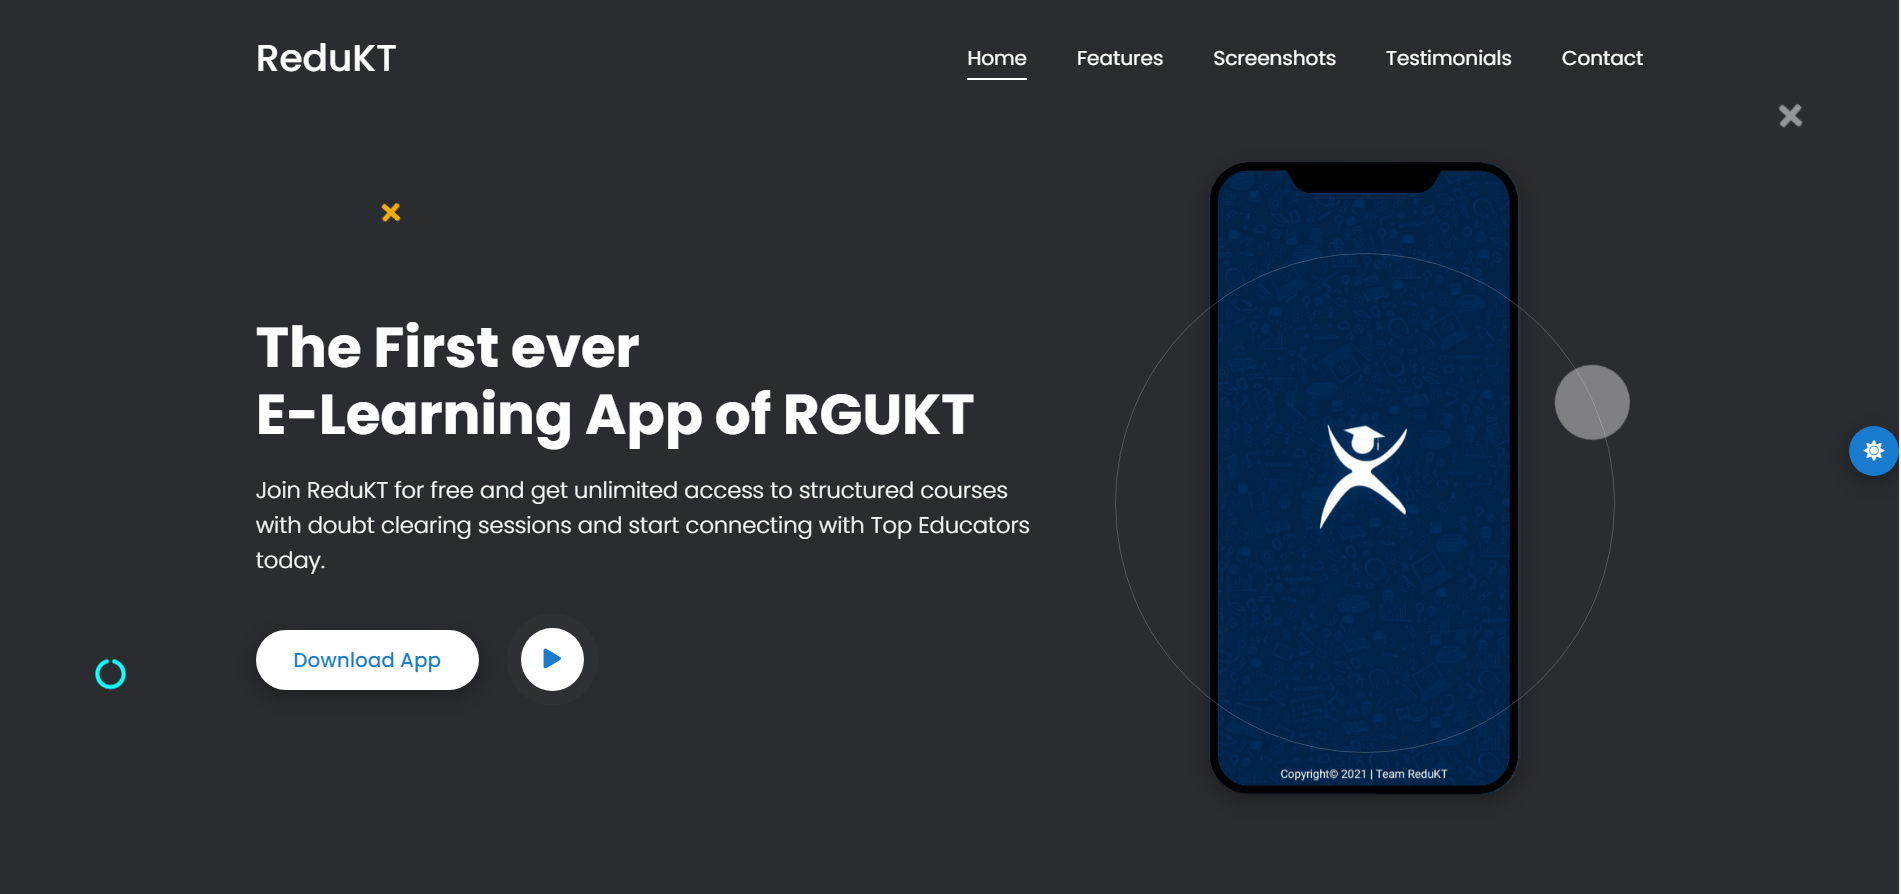 ReduKT
Home
Features
Screenshots
Testimonials
Contact
The First ever
E-Learning App of RGUKT
Join ReduKT for free and get unlimited access to structured courses
with doubt clearing sessions and start connecting with Top Educators
today.
Download App
Copyright© 2021 | Team ReduKT